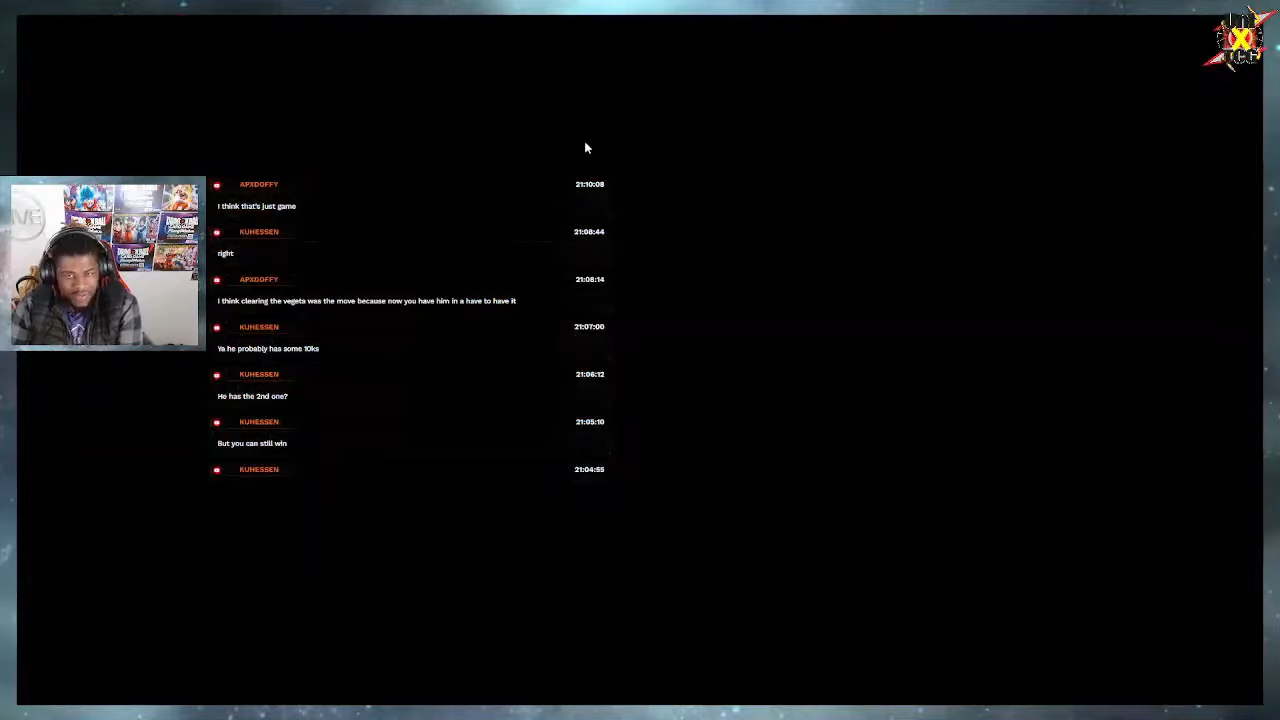 APXDOFFY 21:10:08
I think that's just game
KUHESSEN 21:08:44
right
APXDOFFY 21:08:14
I think clearing the vegeta was the move because now you have him in a have to have it
KUHESSEN 21:07:00
Ya he probably has some 10ks
KUHESSEN 21:06:12
He has the 2nd one?
KUHESSEN 21:05:10
But you can still win
KUHESSEN 21:04:55